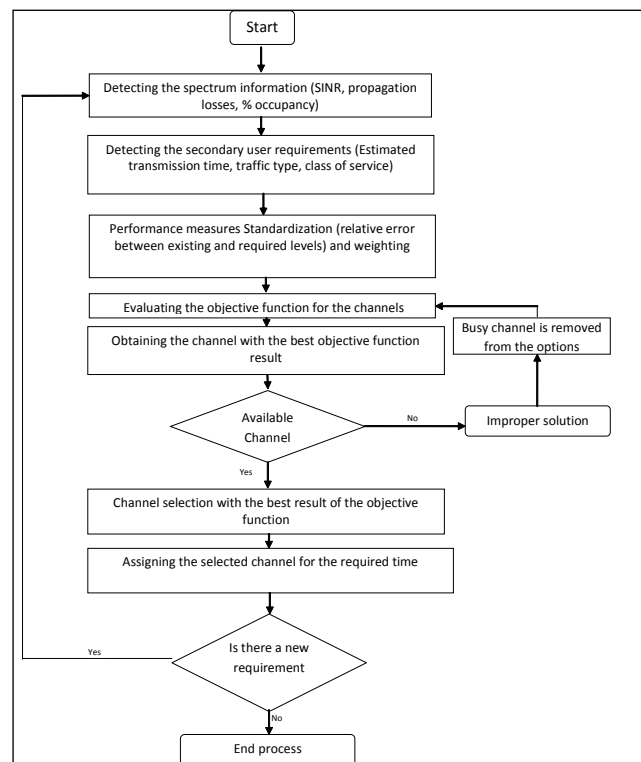 Start
Detecting the spectrum information (SINR, propagation
losses, % occupancy)
Detecting the secondary user requirements (Estimated
transmission time, traffic type, class of service)
Performance measures Standardization (relative error
between existing and required levels) and weighting
Evaluating the objective function for the channels
Busy channel is removed
from the options
Obtaining the channel with the best objective function
result
Available
Channel
No
Improper solution
Yes
Channel selection with the best result of the objective
function
Assigning the selected channel for the required time
Is there a new
requirement
Yes
No
End process